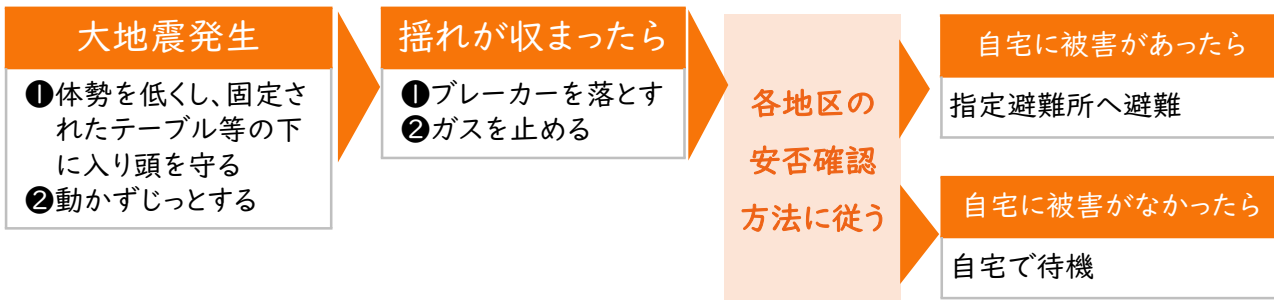 大地震発生
❶体勢を低くし、固定さ
れたテーブル等の下
に入り頭を守る
❷動かずじっとする
揺れが収まったら
❶ブレーカーを落とす
❷ガスを止める
各地区の
安否確認
方法に従う
自宅に被害があったら
指定避難所へ避難
自宅に被害がなかったら
自宅で待機